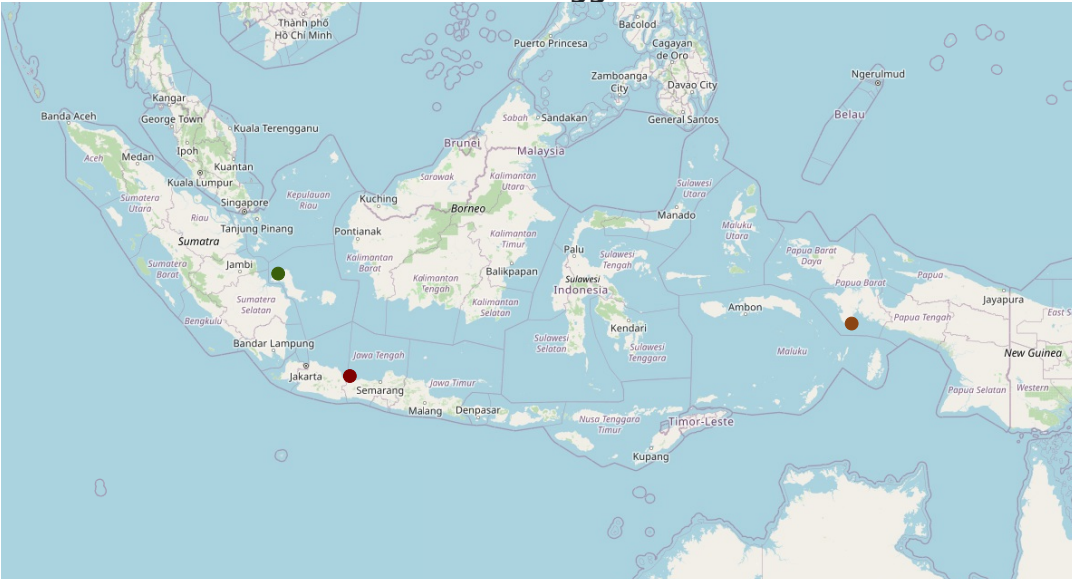 Thành phố
Hồ Chí Minh
Bacolod
Puerto Princesa
Cagayan
de Oro
Zamboanga
City
Davao City
General Santos
Ngerulmud
Belau
Kangar
Banda Aceh
George Town
Kuala Terengganu
Ipoh
Aceh
Medan
Kuantan
Kuala Lumpur
Sabah
Sandakan
Brunei
Malaysia
Sarawak
Kalimantan
Utara
Kepulauan
Riau
Kuching
Borneo
Sumatera
Utara
Riau
Singapore
Tanjung Pinang
Sumatra
Pontianak
Kalimantan
Timur
Sulawesi
Utara
Manado
Maluku
Utara
Sumatera
Barat
Jambi
Kalimantan
Barat
Kalimantan
Tengah
Balikpapan
Palu
Sulawesi
Tengah
Sulawesi
Indonesia
Papua Barat
Daya
Papua Barat
Papua
Jayapura
Sumatera
Selatan
Bengkulu
Kalimantan
Selatan
Kendari
Ambon
Papua Tengah
East S
Bandar Lampung
Jawa Tengah
Sulawesi
Selatan
Sulawesi
Tenggara
Maluku
New Guinea
Jakarta
Semarang
Jawa Timur
Malang
Denpasar
Papua Selatan
Western
Nusa Tenggara
Timur
Timor-Leste
Kupang